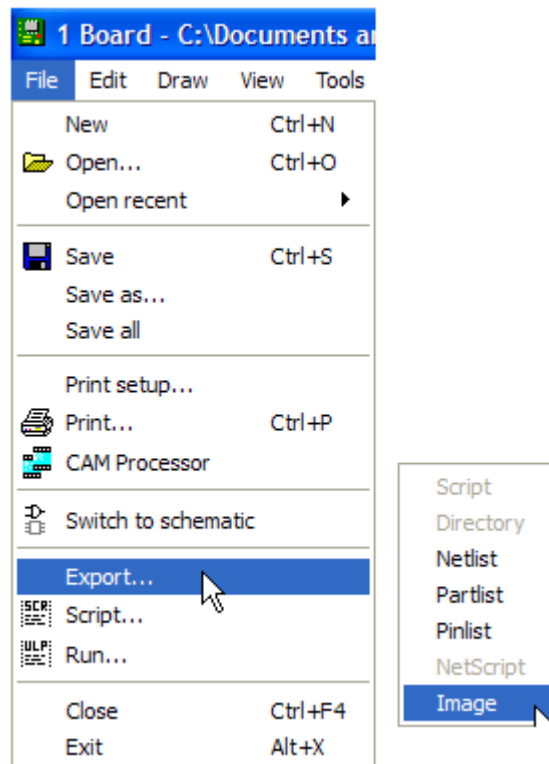 1 Board - C:\Documents a
File Edit Draw View Tools
New Ctrl+N
Open... Ctrl+O
Open recent
Save Ctrl+S
Save as...
Save all
Print setup...
Print... Ctrl+P
CAM Processor
Switch to schematic
Export...
SCR Script...
ULP Run...
Close Ctrl+F4
Exit Alt+X
Script
Directory
Netlist
Partlist
Pinlist
NetScript
Image